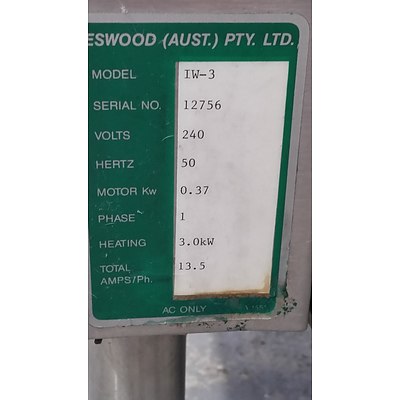 ESWOOD (AUST.) PTY. LTD.
MODEL IW-3
SERIAL NO. 12756
VOLTS 240
HERTZ 50
MOTOR Kw 0.37
PHASE 1
HEATING 3.0kW
TOTAL 13.5
AMPS/Ph.
AC ONLY